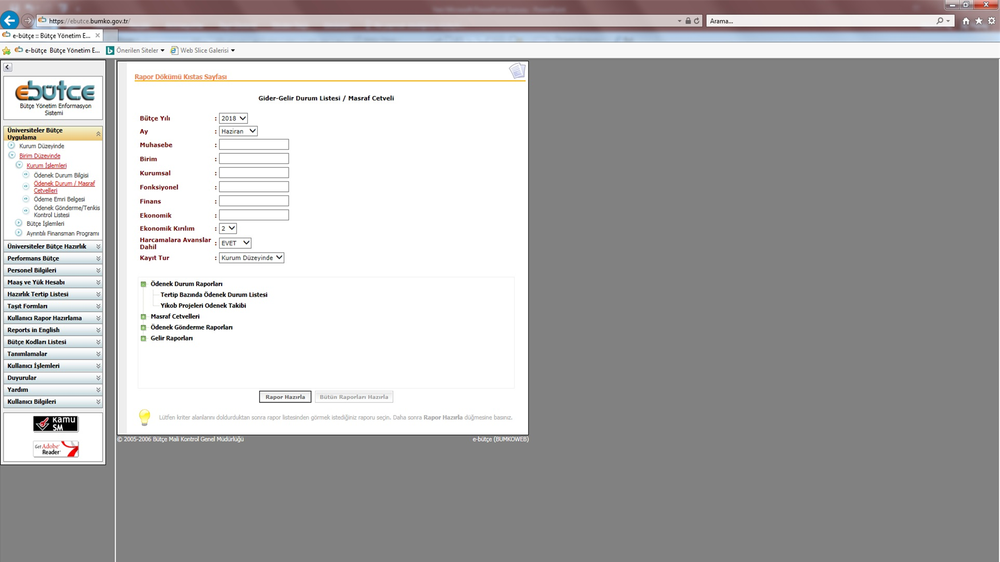 https://ebutce.bumko.gov.tr/
Arama...
e-bütçe :: Bütçe Yönetim E...
e-bütçe Bütçe Yönetim E...
Önerilen Siteler
Web Slice Galerisi
ebütçe
Bütçe Yönetim Enformasyon
Sistemi
Üniversiteler Bütçe
Uygulama
Kurum Düzeyinde
Birim Düzeyinde
Kurum İşlemleri
Ödenek Durum Bilgisi
Ödenek Durum / Masraf
Cetvelleri
Ödeme Emri Belgesi
Ödenek Gönderme/Tenkis
Kontrol Listesi
Bütçe İşlemleri
Ayrıntılı Finansman Programı
Üniversiteler Bütçe Hazırlık
Performans Bütçe
Personel Bilgileri
Maaş ve Yük Hesabı
Hazırlık Tertip Listesi
Taşıt Formları
Kullanıcı Rapor Hazırlama
Reports in English
Bütçe Kodları Listesi
Tanımlamalar
Kullanıcı İşlemleri
Duyurular
Yardım
Kullanıcı Bilgileri
kamu
SM
Get Adobe
Reader
Rapor Dökümü Kıstas Sayfası
Gider-Gelir Durum Listesi / Masraf Cetveli
Bütçe Yılı : 2018
Ay : Haziran
Muhasebe :
Birim :
Kurumsal :
Fonksiyonel :
Finans :
Ekonomik :
Ekonomik Kırılım : 2
Harcamalara Avanslar
Dahil : EVET
Kayıt Tur : Kurum Düzeyinde
Ödenek Durum Raporları
Tertip Bazında Ödenek Durum Listesi
Yikob Projeleri Odenek Takibi
Masraf Cetvelleri
Ödenek Gönderme Raporları
Gelir Raporları
Rapor Hazırla
Bütün Raporları Hazırla
Lütfen kriter alanlarını doldurduktan sonra rapor listesinden görmek istediğiniz raporu seçin. Daha sonra Rapor Hazırla düğmesine basınız.
© 2005-2006 Bütçe Mali Kontrol Genel Müdürlüğü
e-bütçe (BUMKOWEB)